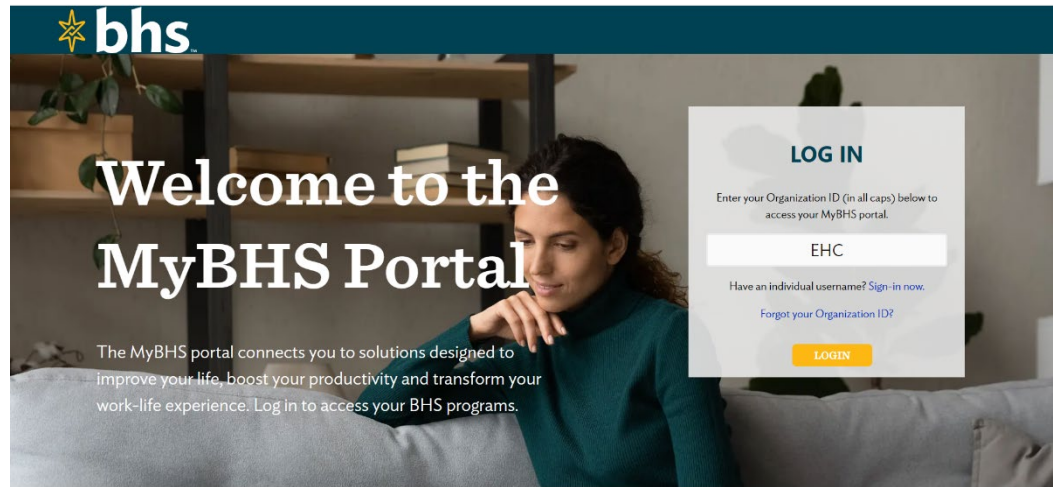 bhs
Welcome to the
MyBHS Portal
The MyBHS portal connects you to solutions designed to
improve your life, boost your productivity and transform your
work-life experience. Log in to access your BHS programs.
LOG IN
Enter your Organization ID (in all caps) below to
access your MyBHS portal.
EHC
Have an individual username? Sign-in now.
Forgot your Organization ID?
LOGIN